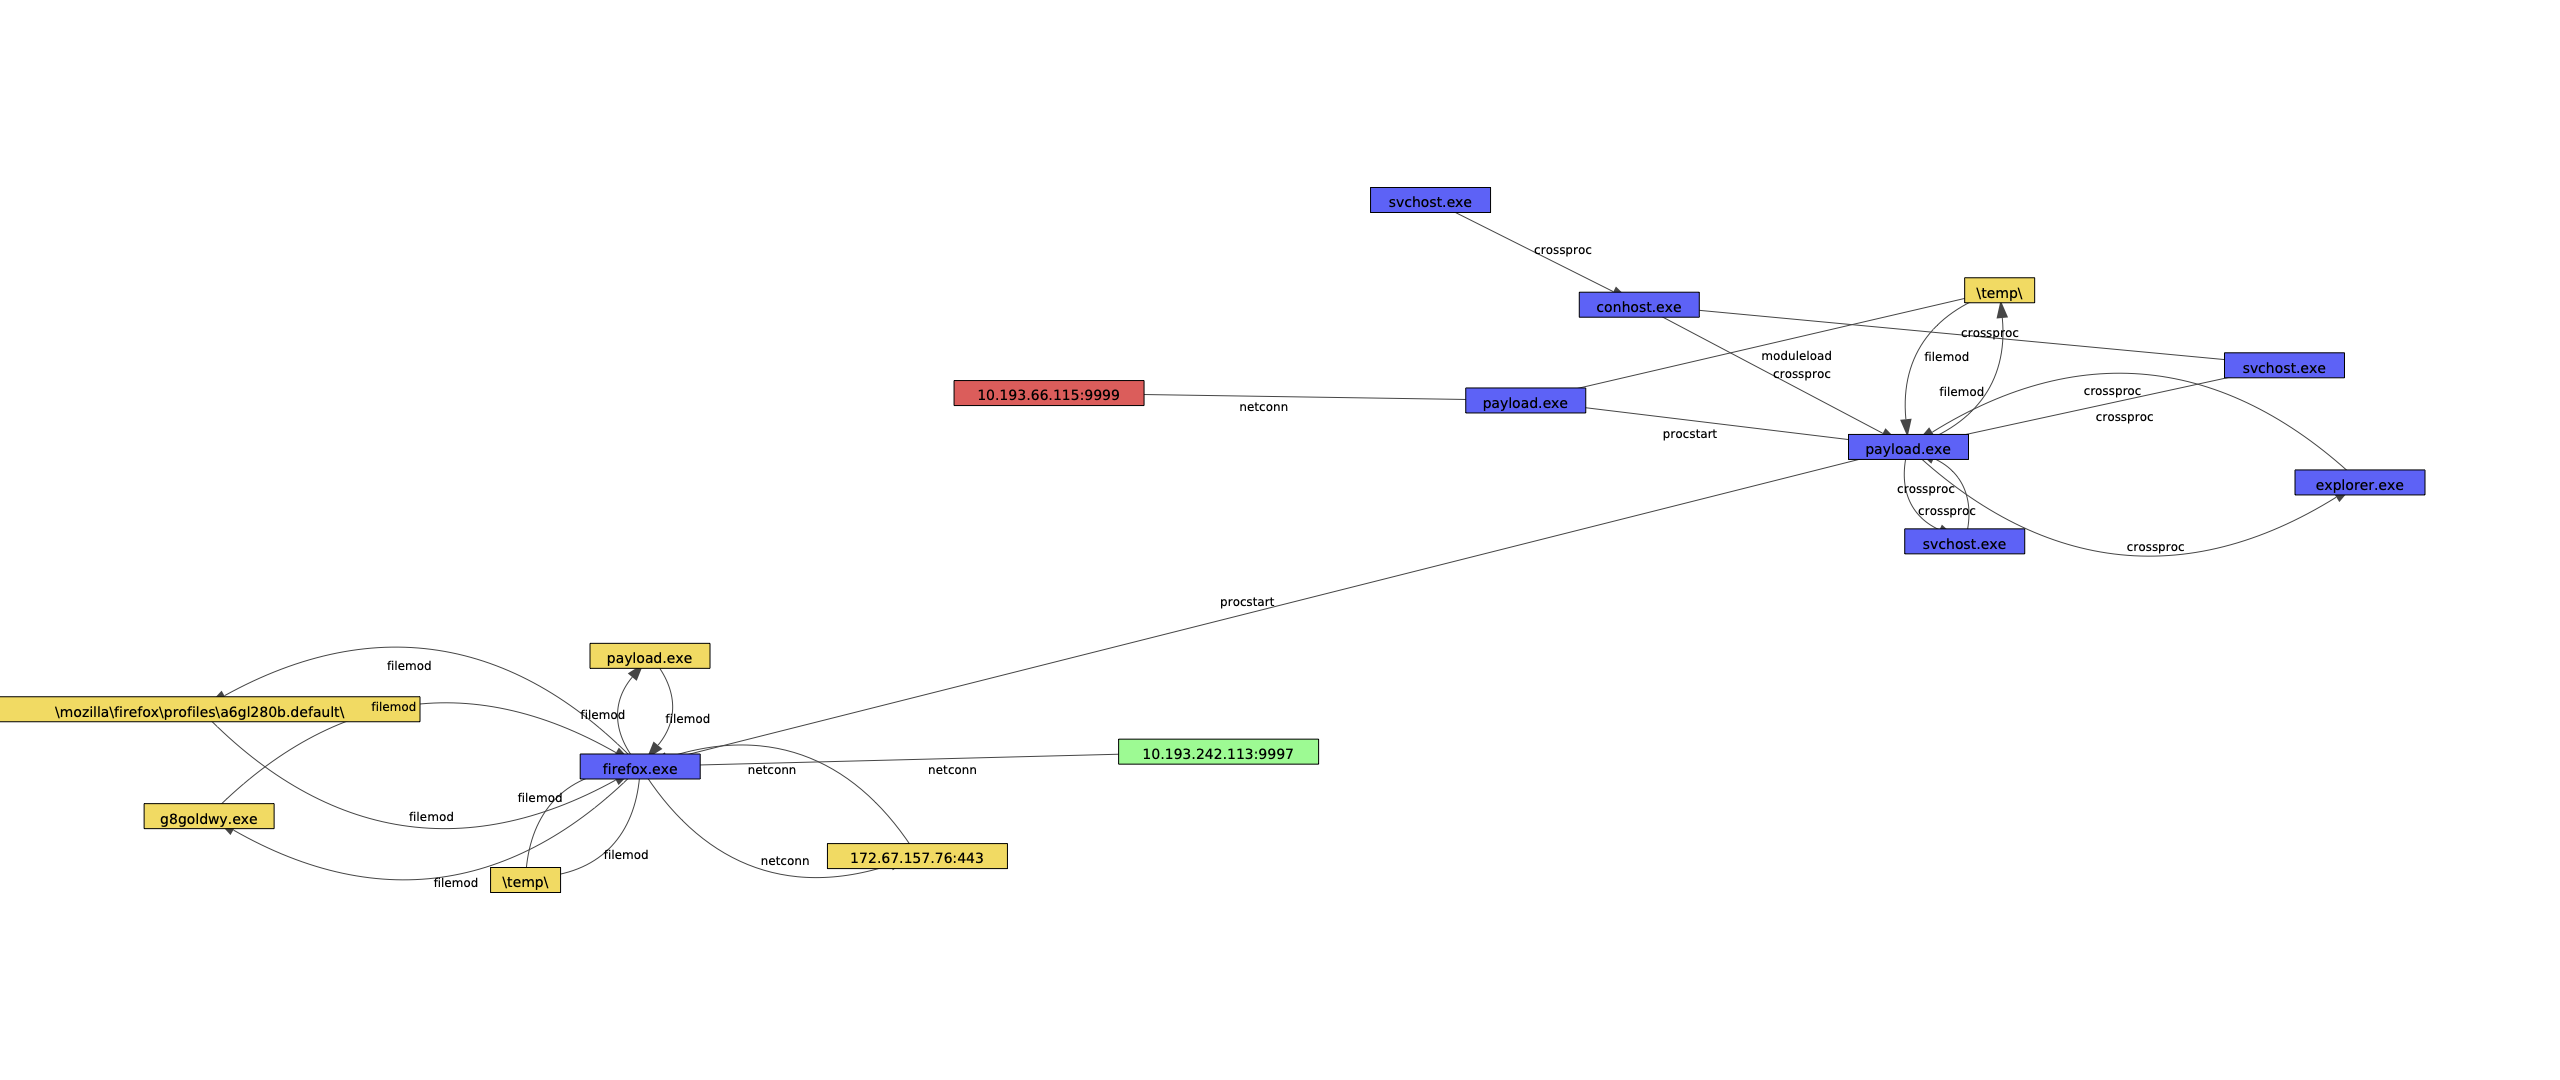 svchost.exe
crossproc
conhost.exe
\temp\
crossproc
moduleload
filemod
crossproc
svchost.exe
10.193.66.115:9999
netconn
payload.exe
filemod
crossproc
crossproc
procstart
payload.exe
explorer.exe
crossproc
crossproc
svchost.exe
crossproc
procstart
payload.exe
filemod
\mozilla\firefox\profiles\a6gl280b.default\
filemod
filemod
filemod
10.193.242.113:9997
firefox.exe
netconn
netconn
filemod
g8goldwy.exe
filemod
filemod
netconn
172.67.157.76:443
filemod
\temp\